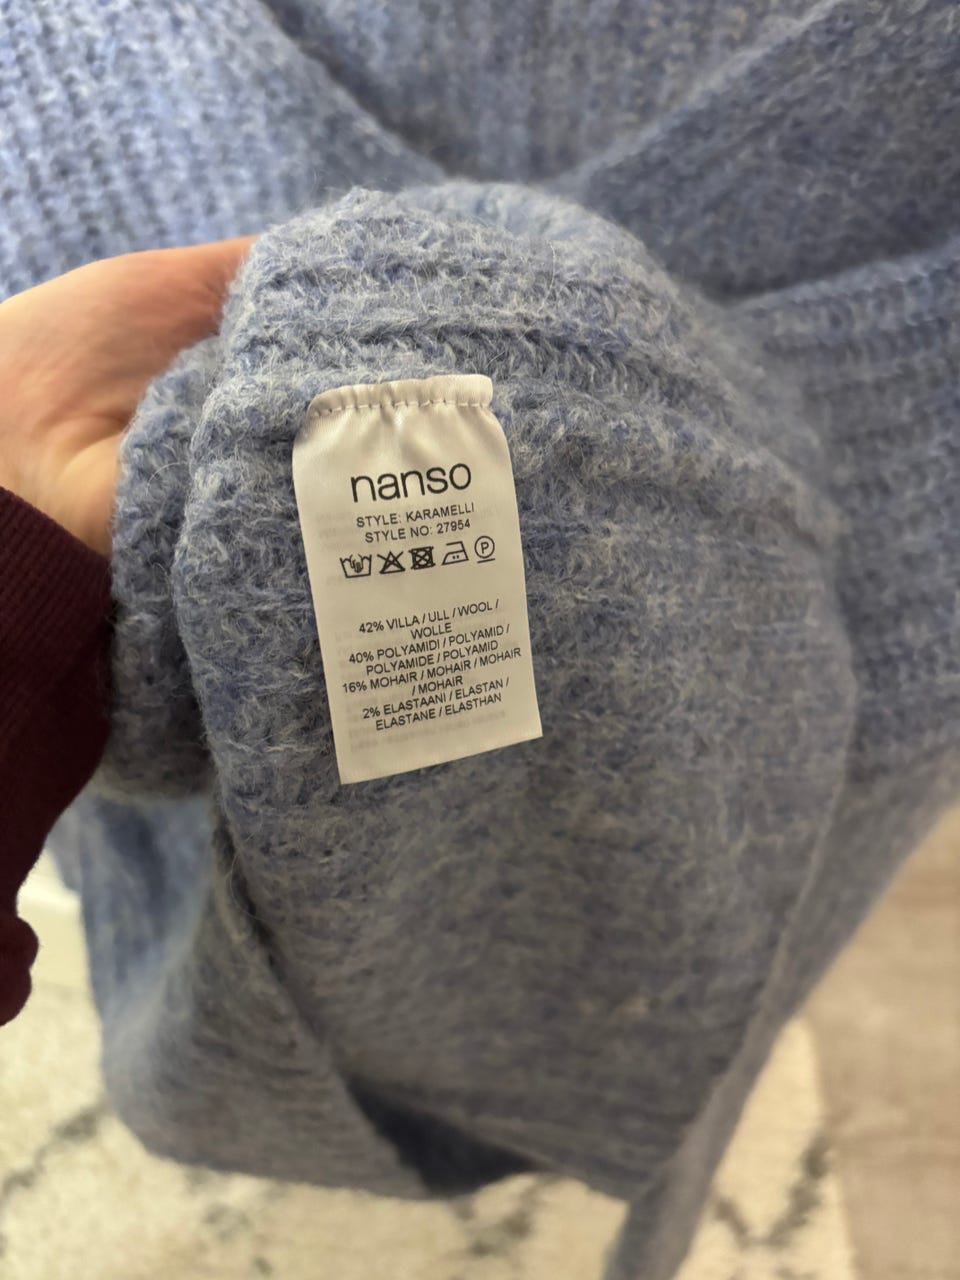 nanso
STYLE: KARAMELLI
STYLE NO: 27954
P
42% VILLA / ULL / WOOL /
WOLLE
40% POLYAMIDI / POLYAMID /
POLYAMIDE / POLYAMID
16% MOHAIR / MOHAIR / MOHAIR
/ MOHAIR
2% ELASTAANI / ELASTAN /
ELASTANE / ELASTHAN